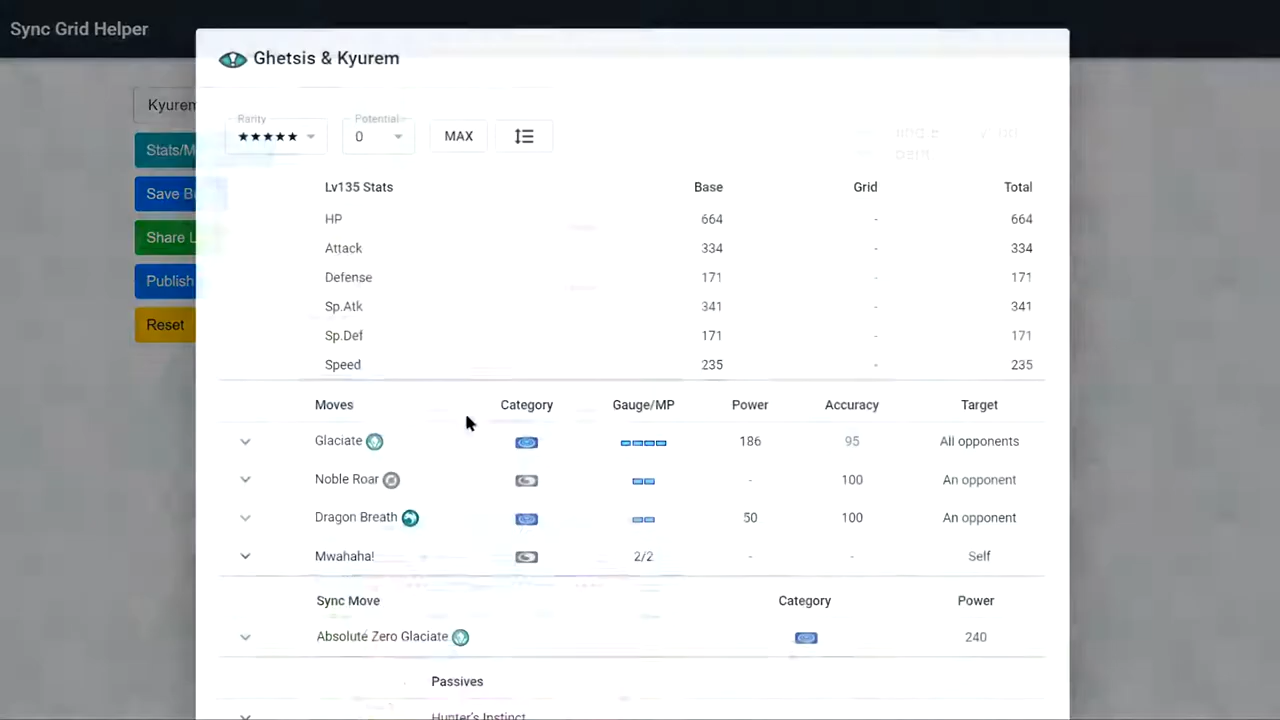 Sync Grid Helper
Ghetsis & Kyurem
Kyurem
Rarity Potential
★★★★★ 0 MAX
Stats/M
Save B
Share L
Publish
Reset
Lv135 Stats Base Grid Total
HP 664 - 664
Attack 334 - 334
Defense 171 - 171
Sp.Atk 341 - 341
Sp.Def 171 - 171
Speed 235 - 235
Moves Category Gauge/MP Power Accuracy Target
Glaciate 186 95 All opponents
Noble Roar - 100 An opponent
Dragon Breath 50 100 An opponent
Mwahaha! 2/2 - - Self
Sync Move Category Power
Absolute Zero Glaciate 240
Passives
Hunter's Instinct